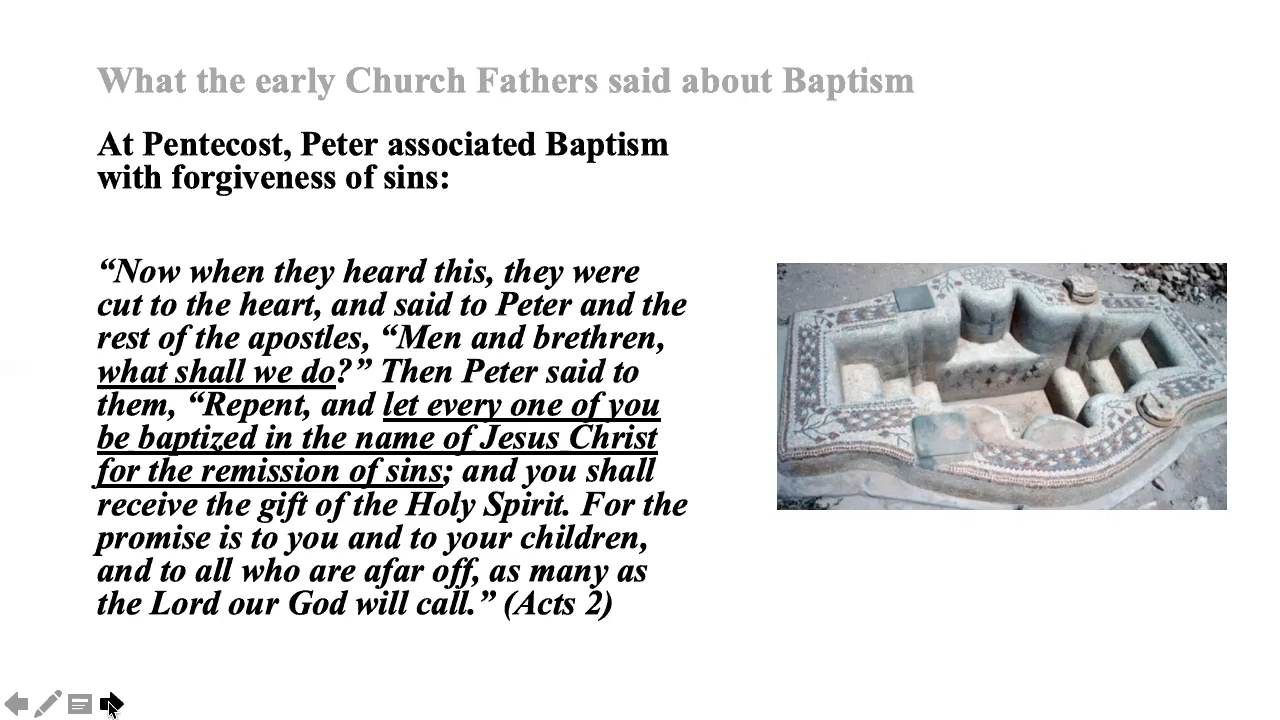 What the early Church Fathers said about Baptism
At Pentecost, Peter associated Baptism
with forgiveness of sins:
“Now when they heard this, they were
cut to the heart, and said to Peter and the
rest of the apostles, “Men and brethren,
what shall we do?” Then Peter said to
them, “Repent, and let every one of you
be baptized in the name of Jesus Christ
for the remission of sins; and you shall
receive the gift of the Holy Spirit. For the
promise is to you and to your children,
and to all who are afar off, as many as
the Lord our God will call.” (Acts 2)